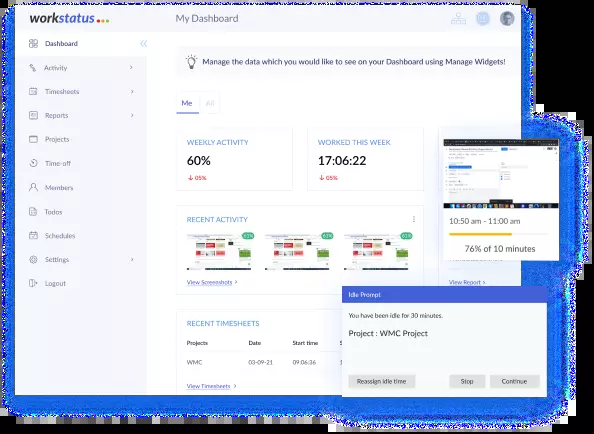 workstatus
My Dashboard
Dashboard
Activity
Timesheets
Reports
Projects
Time-off
Members
Todos
Schedules
Settings
Logout
Manage the data which you would like to see on your Dashboard using Manage Widgets!
Me
All
WEEKLY ACTIVITY
60%
05%
WORKED THIS WEEK
17:06:22
05%
RECENT ACTIVITY
61%
61%
61%
View Screenshots >
RECENT TIMESHEETS
Projects Date Start time
WMC 03-09-21 09:06:36
View Timesheets >
10:50 am - 11:00 am
76% of 10 minutes
View Report >
Idle Prompt
You have been idle for 30 minutes.
Project : WMC Project
Reassign idle time
Stop
Continue